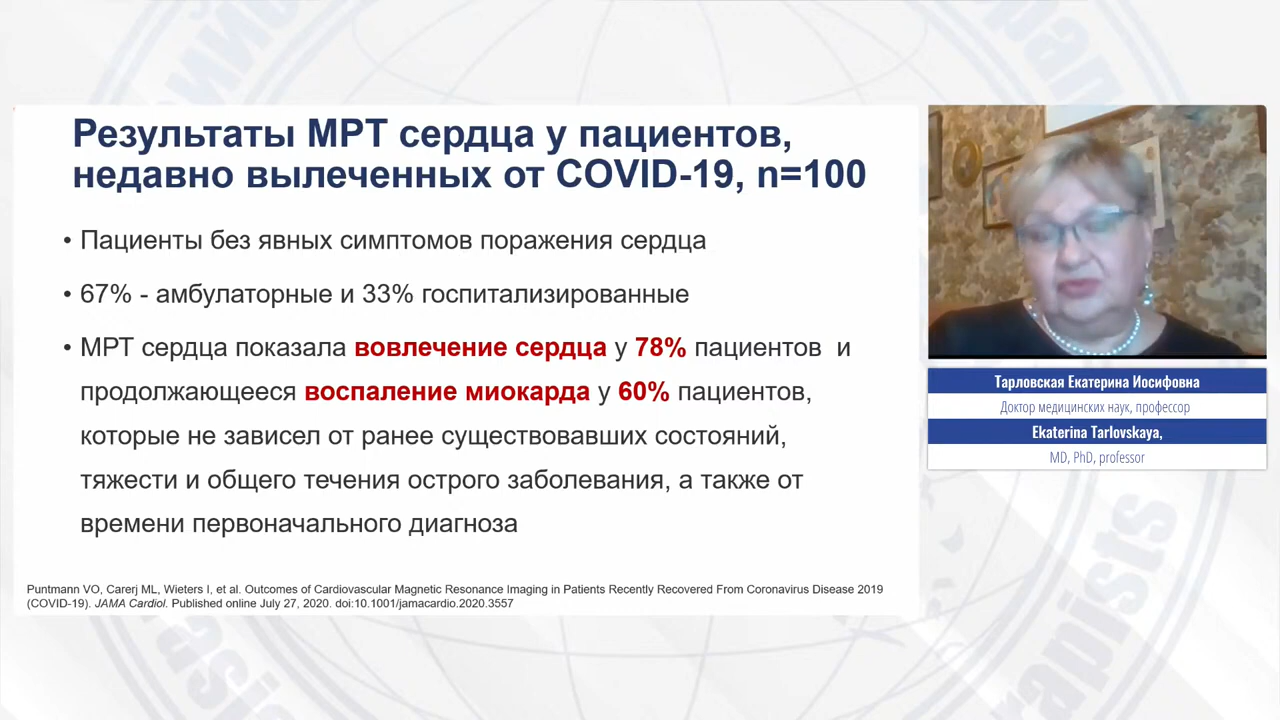 Результаты МРТ сердца у пациентов,
недавно вылеченных от COVID-19, n=100
• Пациенты без явных симптомов поражения сердца
• 67% - амбулаторные и 33% госпитализированные
• МРТ сердца показала вовлечение сердца у 78% пациентов и
продолжающееся воспаление миокарда у 60% пациентов,
которые не зависел от ранее существовавших состояний,
тяжести и общего течения острого заболевания, а также от
времени первоначального диагноза
Puntmann VO, Carerj ML, Wieters I, et al. Outcomes of Cardiovascular Magnetic Resonance Imaging in Patients Recently Recovered From Coronavirus Disease 2019
(COVID-19). JAMA Cardiol. Published online July 27, 2020. doi:10.1001/jamacardio.2020.3557
Тарловская Екатерина Иосифовна
Доктор медицинских наук, профессор
Ekaterina Tarlovskaya,
MD, PhD, professor